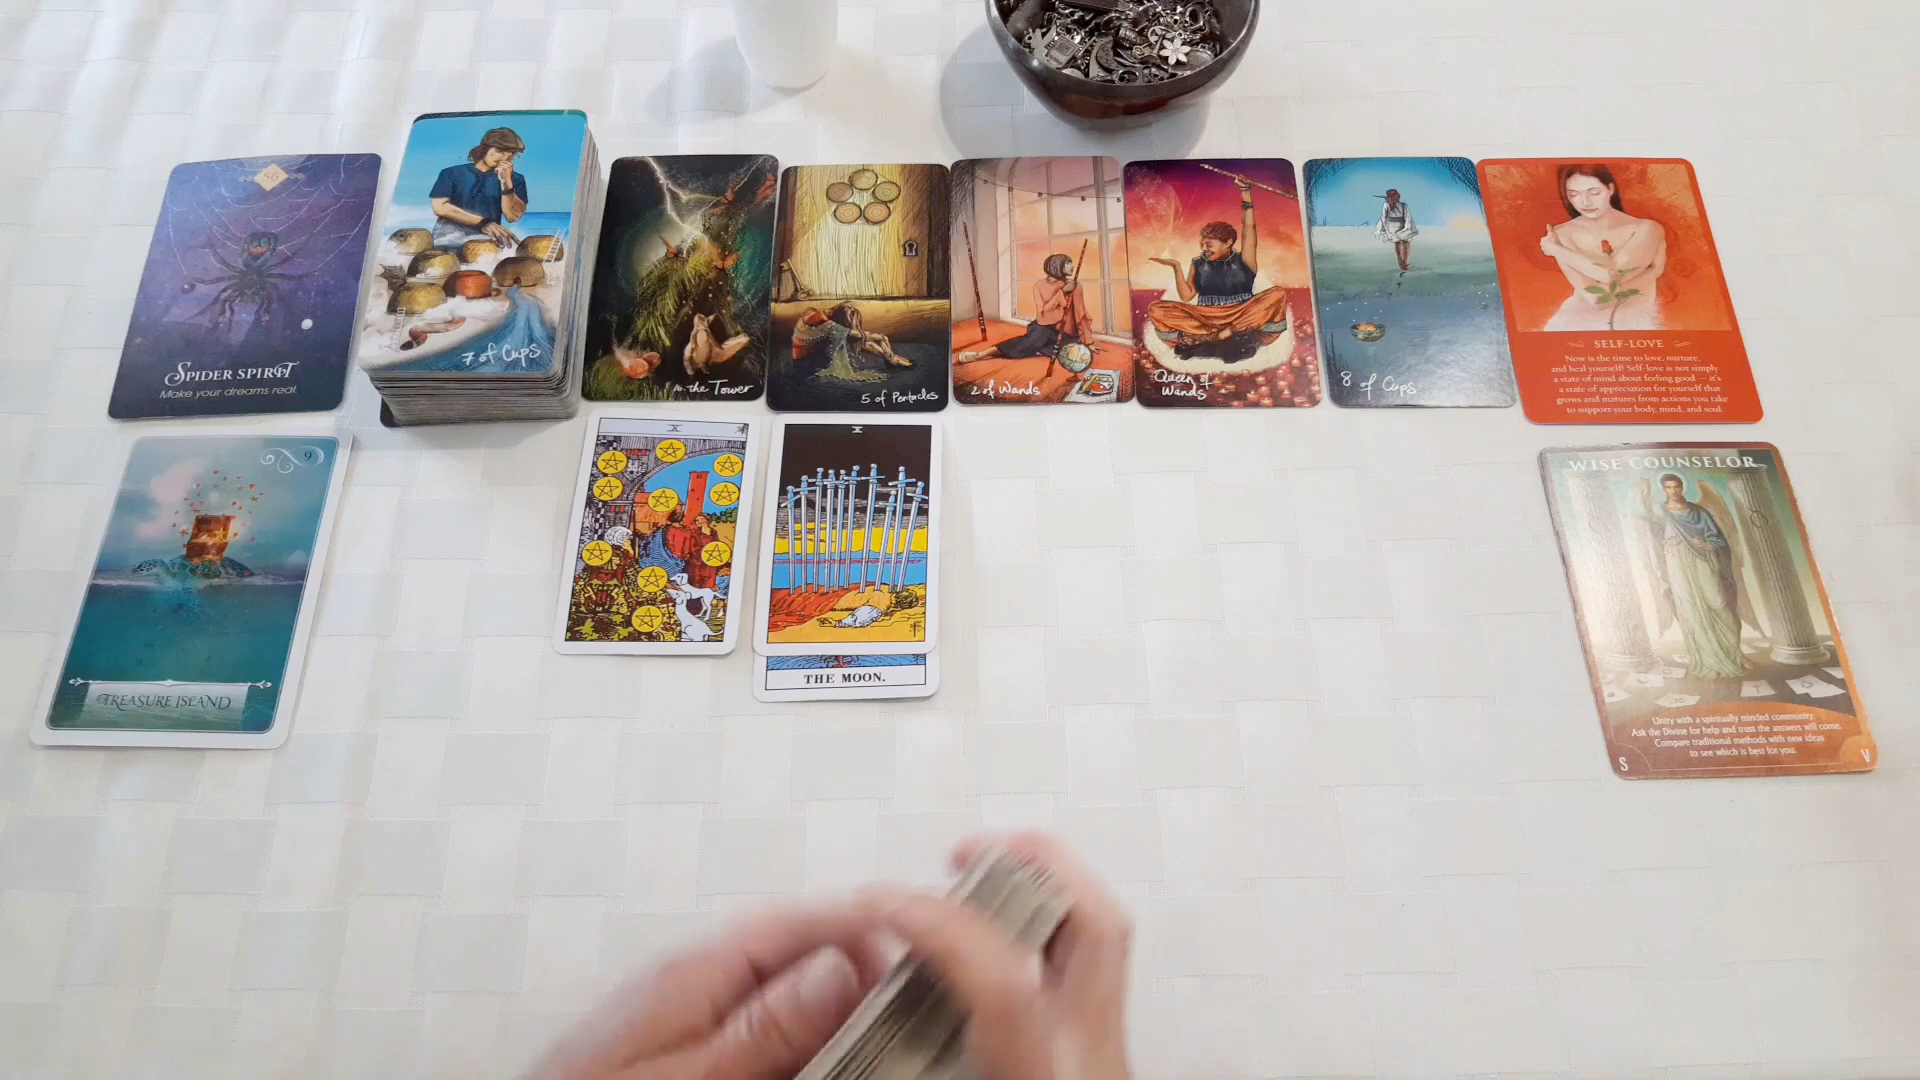 56
SPIDER SPIRIT
Make your dreams real.
7 of Cups
16. the Tower
5 of Pentacles
2 of Wands
Queen of
Wands
8 of Cups
SELF-LOVE
Now is the time to love, nurture,
and heal yourself! Self-love is not simply
a state of mind about feeling good — it's
a state of appreciation for yourself that
grows and matures from actions you take
to support your body, mind, and soul.
9
TREASURE ISLAND
X
X
THE MOON.
WISE COUNSELOR
Unity with a spiritually minded community.
Ask the Divine for help and trust the answers will come.
Compare traditional methods with new ideas
to see which is best for you.
S
V